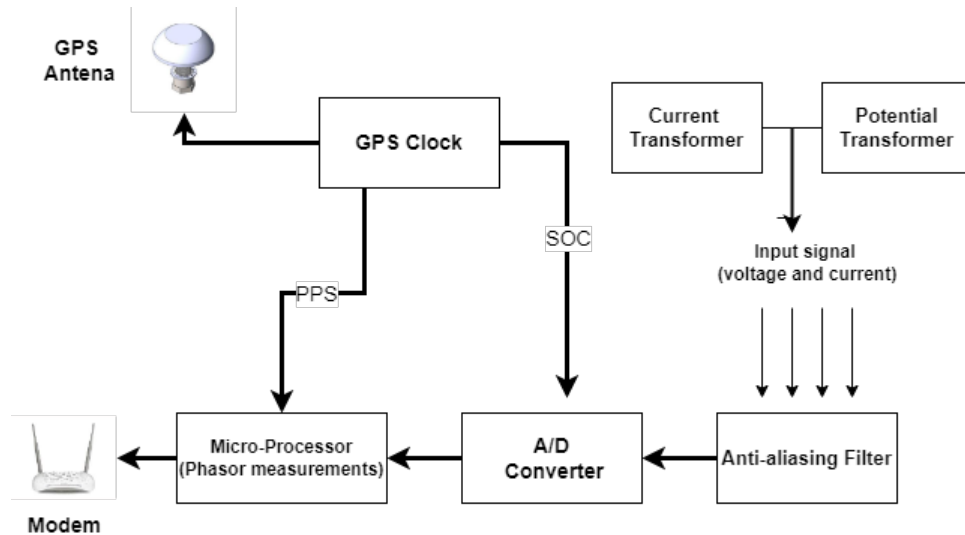 GPS
Antena
GPS Clock
Current
Transformer
Potential
Transformer
SOC
Input signal
(voltage and current)
PPS
Micro-Processor
(Phasor measurements)
A/D
Converter
Anti-aliasing Filter
Modem